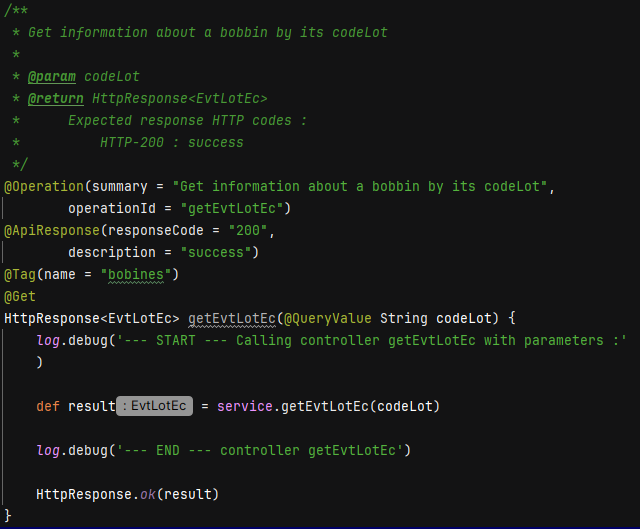 /**
 * Get information about a bobbin by its codeLot
 *
 * @param codeLot
 * @return HttpResponse<EvtLotEc>
 *      Expected response HTTP codes :
 *          HTTP-200 : success
 */
@Operation(summary = "Get information about a bobbin by its codeLot",
        operationId = "getEvtLotEc")
@ApiResponse(responseCode = "200",
        description = "success")
@Tag(name = "bobines")
@Get
HttpResponse<EvtLotEc> getEvtLotEc(@QueryValue String codeLot) {
    log.debug('--- START --- Calling controller getEvtLotEc with parameters :'
    )
    def result : EvtLotEc = service.getEvtLotEc(codeLot)
    log.debug('--- END --- controller getEvtLotEc')
    HttpResponse.ok(result)
}